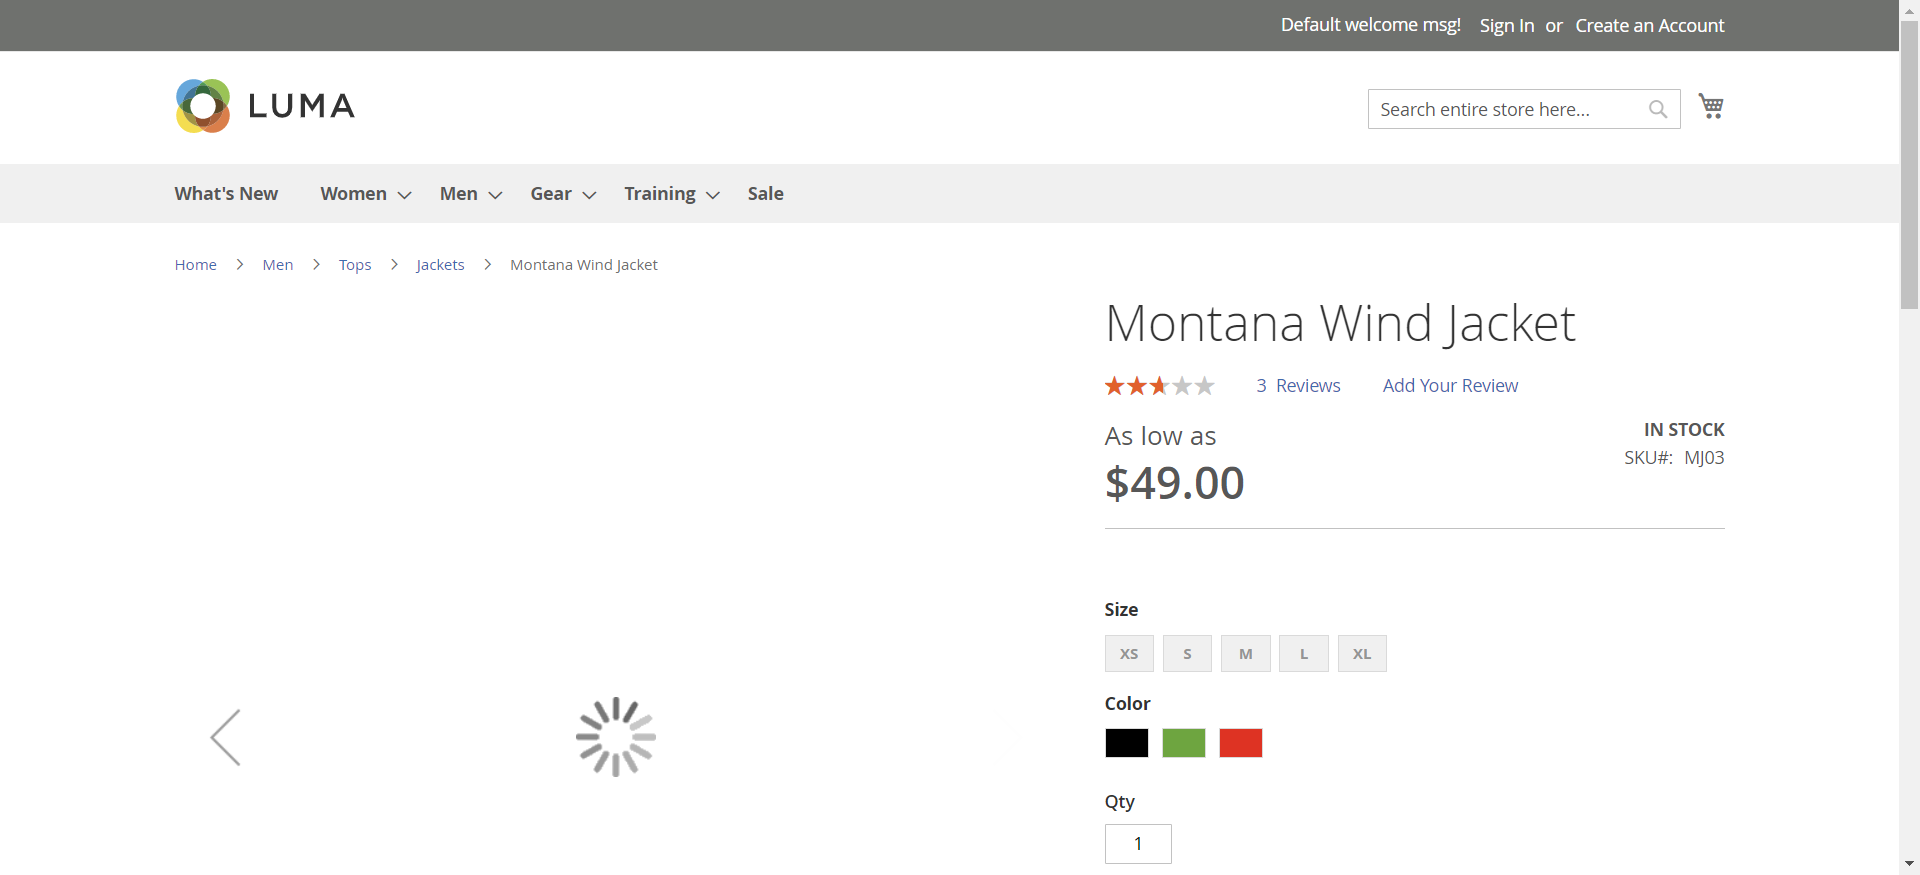 Default welcome msg! Sign In or Create an Account
LUMA
Search entire store here...
What's New Women Men Gear Training Sale
Home Men Tops Jackets Montana Wind Jacket
Montana Wind Jacket
3 Reviews Add Your Review
As low as
$49.00
IN STOCK
SKU#: MJ03
Size
XS S M L XL
Color
Qty
1